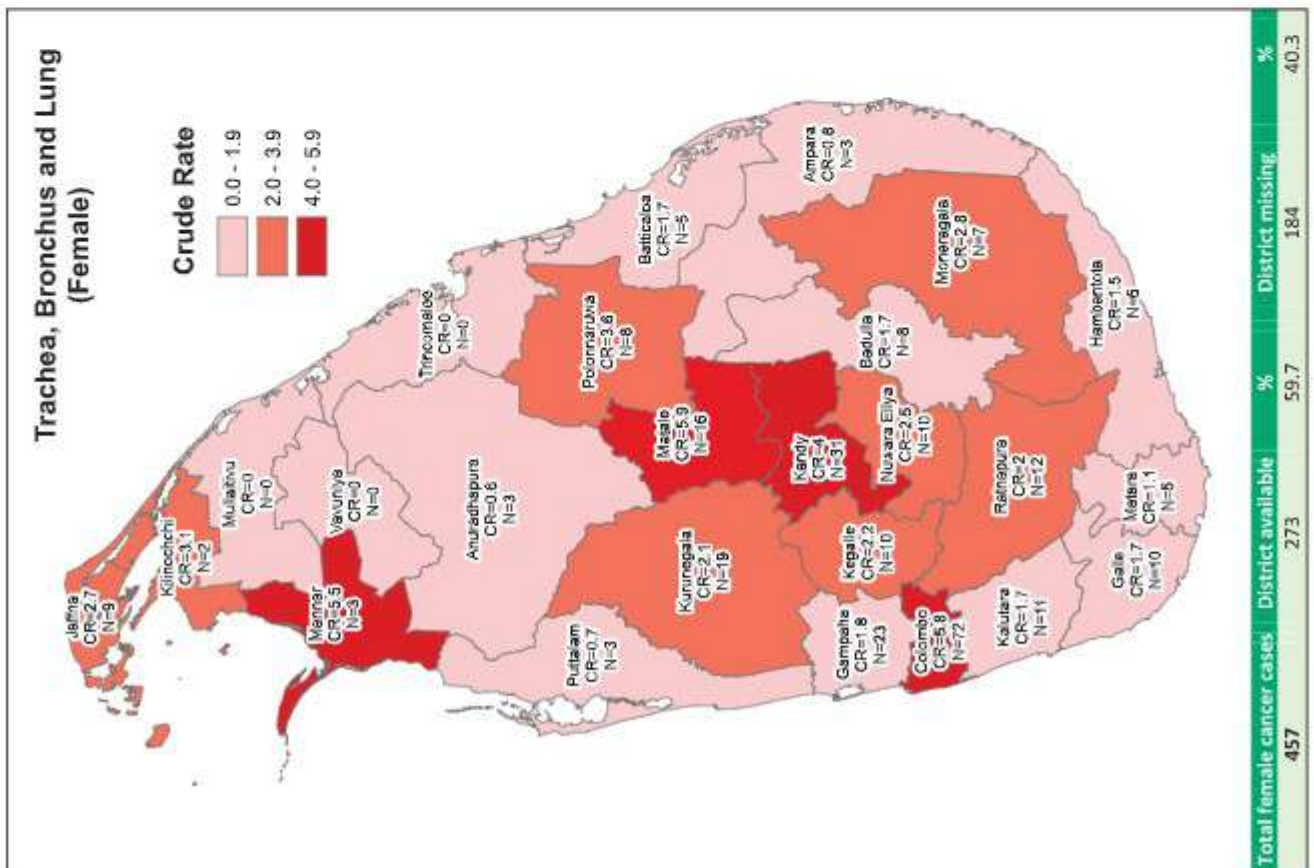 Trachea, Bronchus and Lung
(Female)
Crude Rate
0.0 - 1.9
2.0 - 3.9
4.0 - 5.9
Jaffna
CR=2.7
N=9
Kilinochchi
CR=3.1
N=2
Mullaitivu
CR=0
N=0
Mannar
CR=5.5
N=3
Vavuniya
CR=0
N=0
Trincomalee
CR=0
N=0
Anuradhapura
CR=0.6
N=3
Polonnaruwa
CR=3.6
N=8
Puttalam
CR=0.7
N=3
Kurunegala
CR=2.1
N=19
Matale
CR=5.9
N=16
Batticaloa
CR=1.7
N=5
Kandy
CR=4
N=31
Ampara
CR=0.8
N=3
Gampaha
CR=1.8
N=23
Kegalle
CR=2.2
N=10
Nuwara Eliya
CR=2.5
N=10
Badulla
CR=1.7
N=8
Moneragala
CR=2.8
N=7
Colombo
CR=5.8
N=72
Ratnapura
CR=2
N=12
Kalutara
CR=1.7
N=11
Galle
CR=1.7
N=10
Matara
CR=1.1
N=5
Hambantota
CR=1.5
N=6
Total female cancer cases District available % District missing %
457 273 59.7 184 40.3